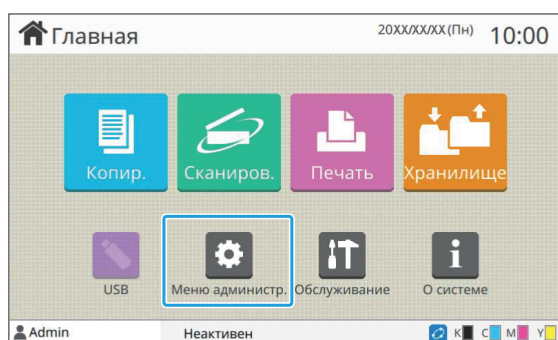 Главная
20XX/XX/XX (Пн) 10:00
Копир. Сканиров. Печать Хранилище
USB Меню администр. Обслуживание О системе
Admin Неактивен K C M Y